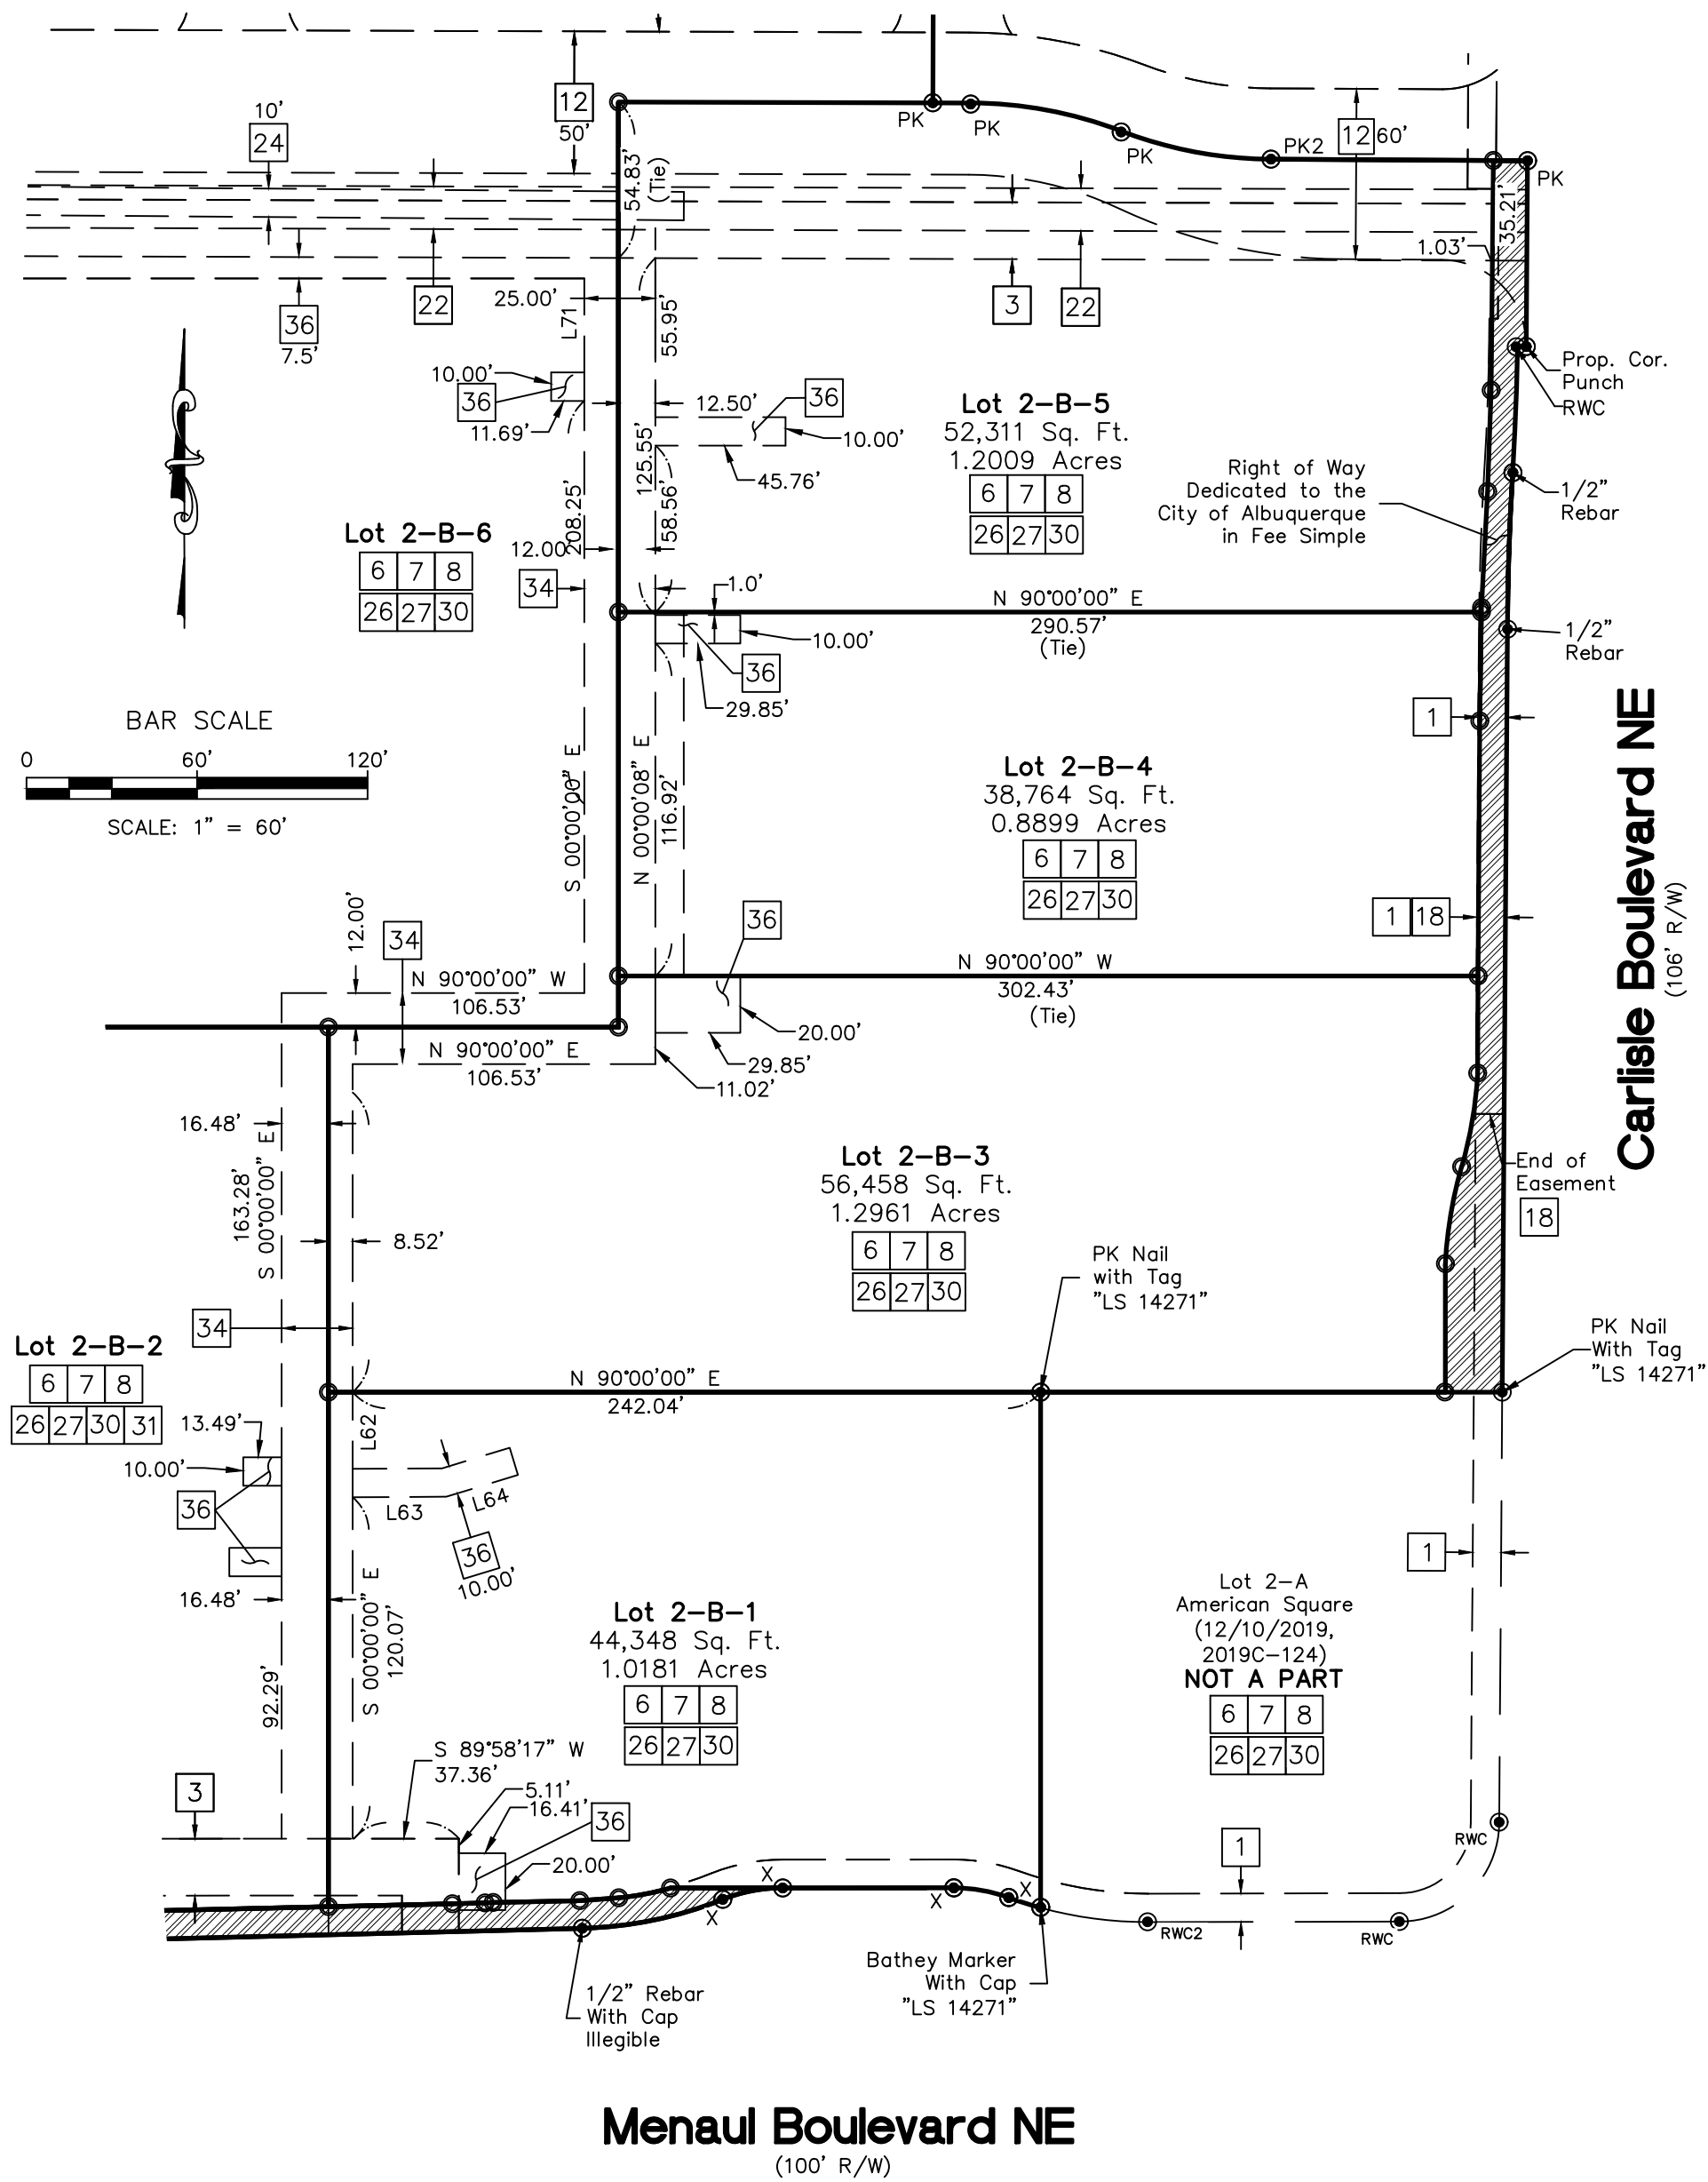 12
50'
10'
24
54.83'
(Tie)
PK
PK
PK
PK2
12
60'
PK
35.21'
1.03'
36
7.5'
22
25.00'
L71
55.95'
3
22
10.00'
36
11.69'
12.50'
36
10.00'
45.76'
125.55'
58.56'
208.25'
12.00'
34
Prop. Cor.
Punch
RWC
Lot 2-B-5
52,311 Sq. Ft.
1.2009 Acres
6 7 8
26 27 30
Right of Way
Dedicated to the
City of Albuquerque
in Fee Simple
1/2"
Rebar
Lot 2-B-6
6 7 8
26 27 30
1.0'
N 90°00'00" E
290.57'
(Tie)
10.00'
36
29.85'
1/2"
Rebar
BAR SCALE
0 60' 120'
SCALE: 1" = 60'
S 00°00'00" E
N 00°00'08" E
116.92'
1
Lot 2-B-4
38,764 Sq. Ft.
0.8899 Acres
6 7 8
26 27 30
1 18
Carlisle Boulevard NE
(106' R/W)
12.00'
34
36
N 90°00'00" W
106.53'
N 90°00'00" W
302.43'
(Tie)
20.00'
29.85'
11.02'
N 90°00'00" E
106.53'
16.48'
163.28'
S 00°00'00" E
8.52'
34
Lot 2-B-3
56,458 Sq. Ft.
1.2961 Acres
6 7 8
26 27 30
End of
Easement
18
PK Nail
with Tag
"LS 14271"
PK Nail
With Tag
"LS 14271"
Lot 2-B-2
6 7 8
26 27 30 31
N 90°00'00" E
242.04'
13.49'
10.00'
36
L62
L63
L64
36
10.00'
16.48'
92.29'
S 00°00'00" E
120.07'
1
Lot 2-B-1
44,348 Sq. Ft.
1.0181 Acres
6 7 8
26 27 30
Lot 2-A
American Square
(12/10/2019,
2019C-124)
NOT A PART
6 7 8
26 27 30
S 89°58'17" W
37.36'
3
5.11'
16.41'
36
20.00'
1
RWC
X
X
X
X
RWC2
RWC
Bathey Marker
With Cap
"LS 14271"
1/2" Rebar
With Cap
Illegible
Menaul Boulevard NE
(100' R/W)